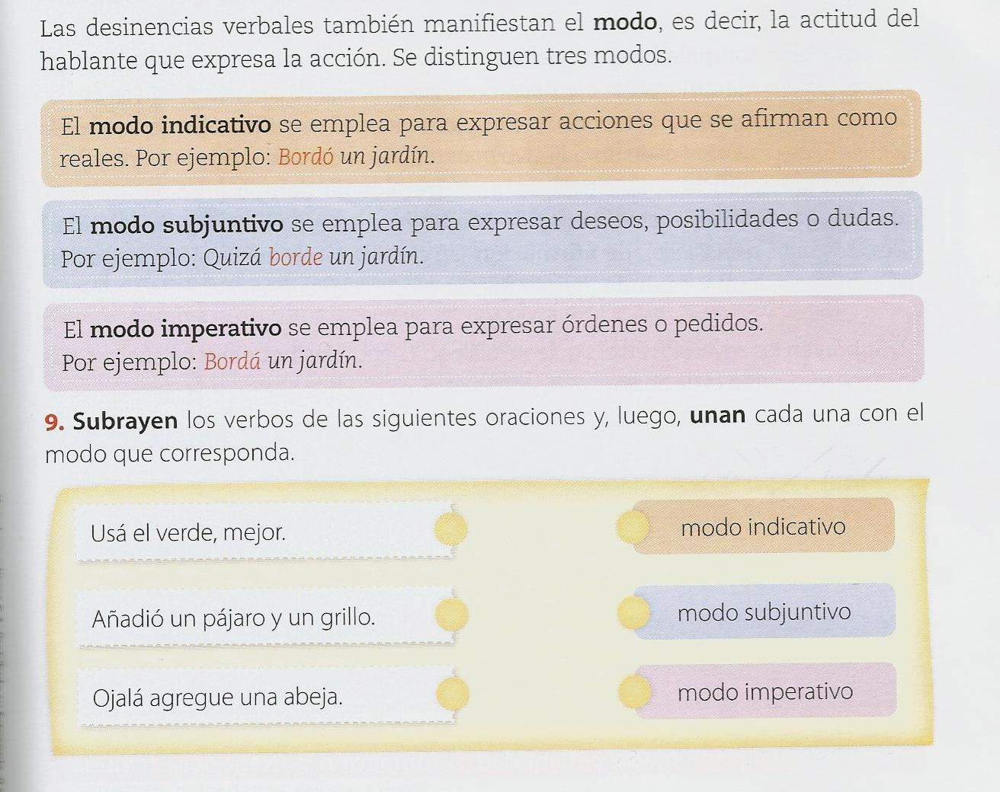 Las desinencias verbales también manifiestan el modo, es decir, la actitud del
hablante que expresa la acción. Se distinguen tres modos.
El modo indicativo se emplea para expresar acciones que se afirman como
reales. Por ejemplo: Bordó un jardín.
El modo subjuntivo se emplea para expresar deseos, posibilidades o dudas.
Por ejemplo: Quizá borde un jardín.
El modo imperativo se emplea para expresar órdenes o pedidos.
Por ejemplo: Bordá un jardín.
9. Subrayen los verbos de las siguientes oraciones y, luego, unan cada una con el
modo que corresponda.
Usá el verde, mejor.
modo indicativo
Añadió un pájaro y un grillo.
modo subjuntivo
Ojalá agregue una abeja.
modo imperativo